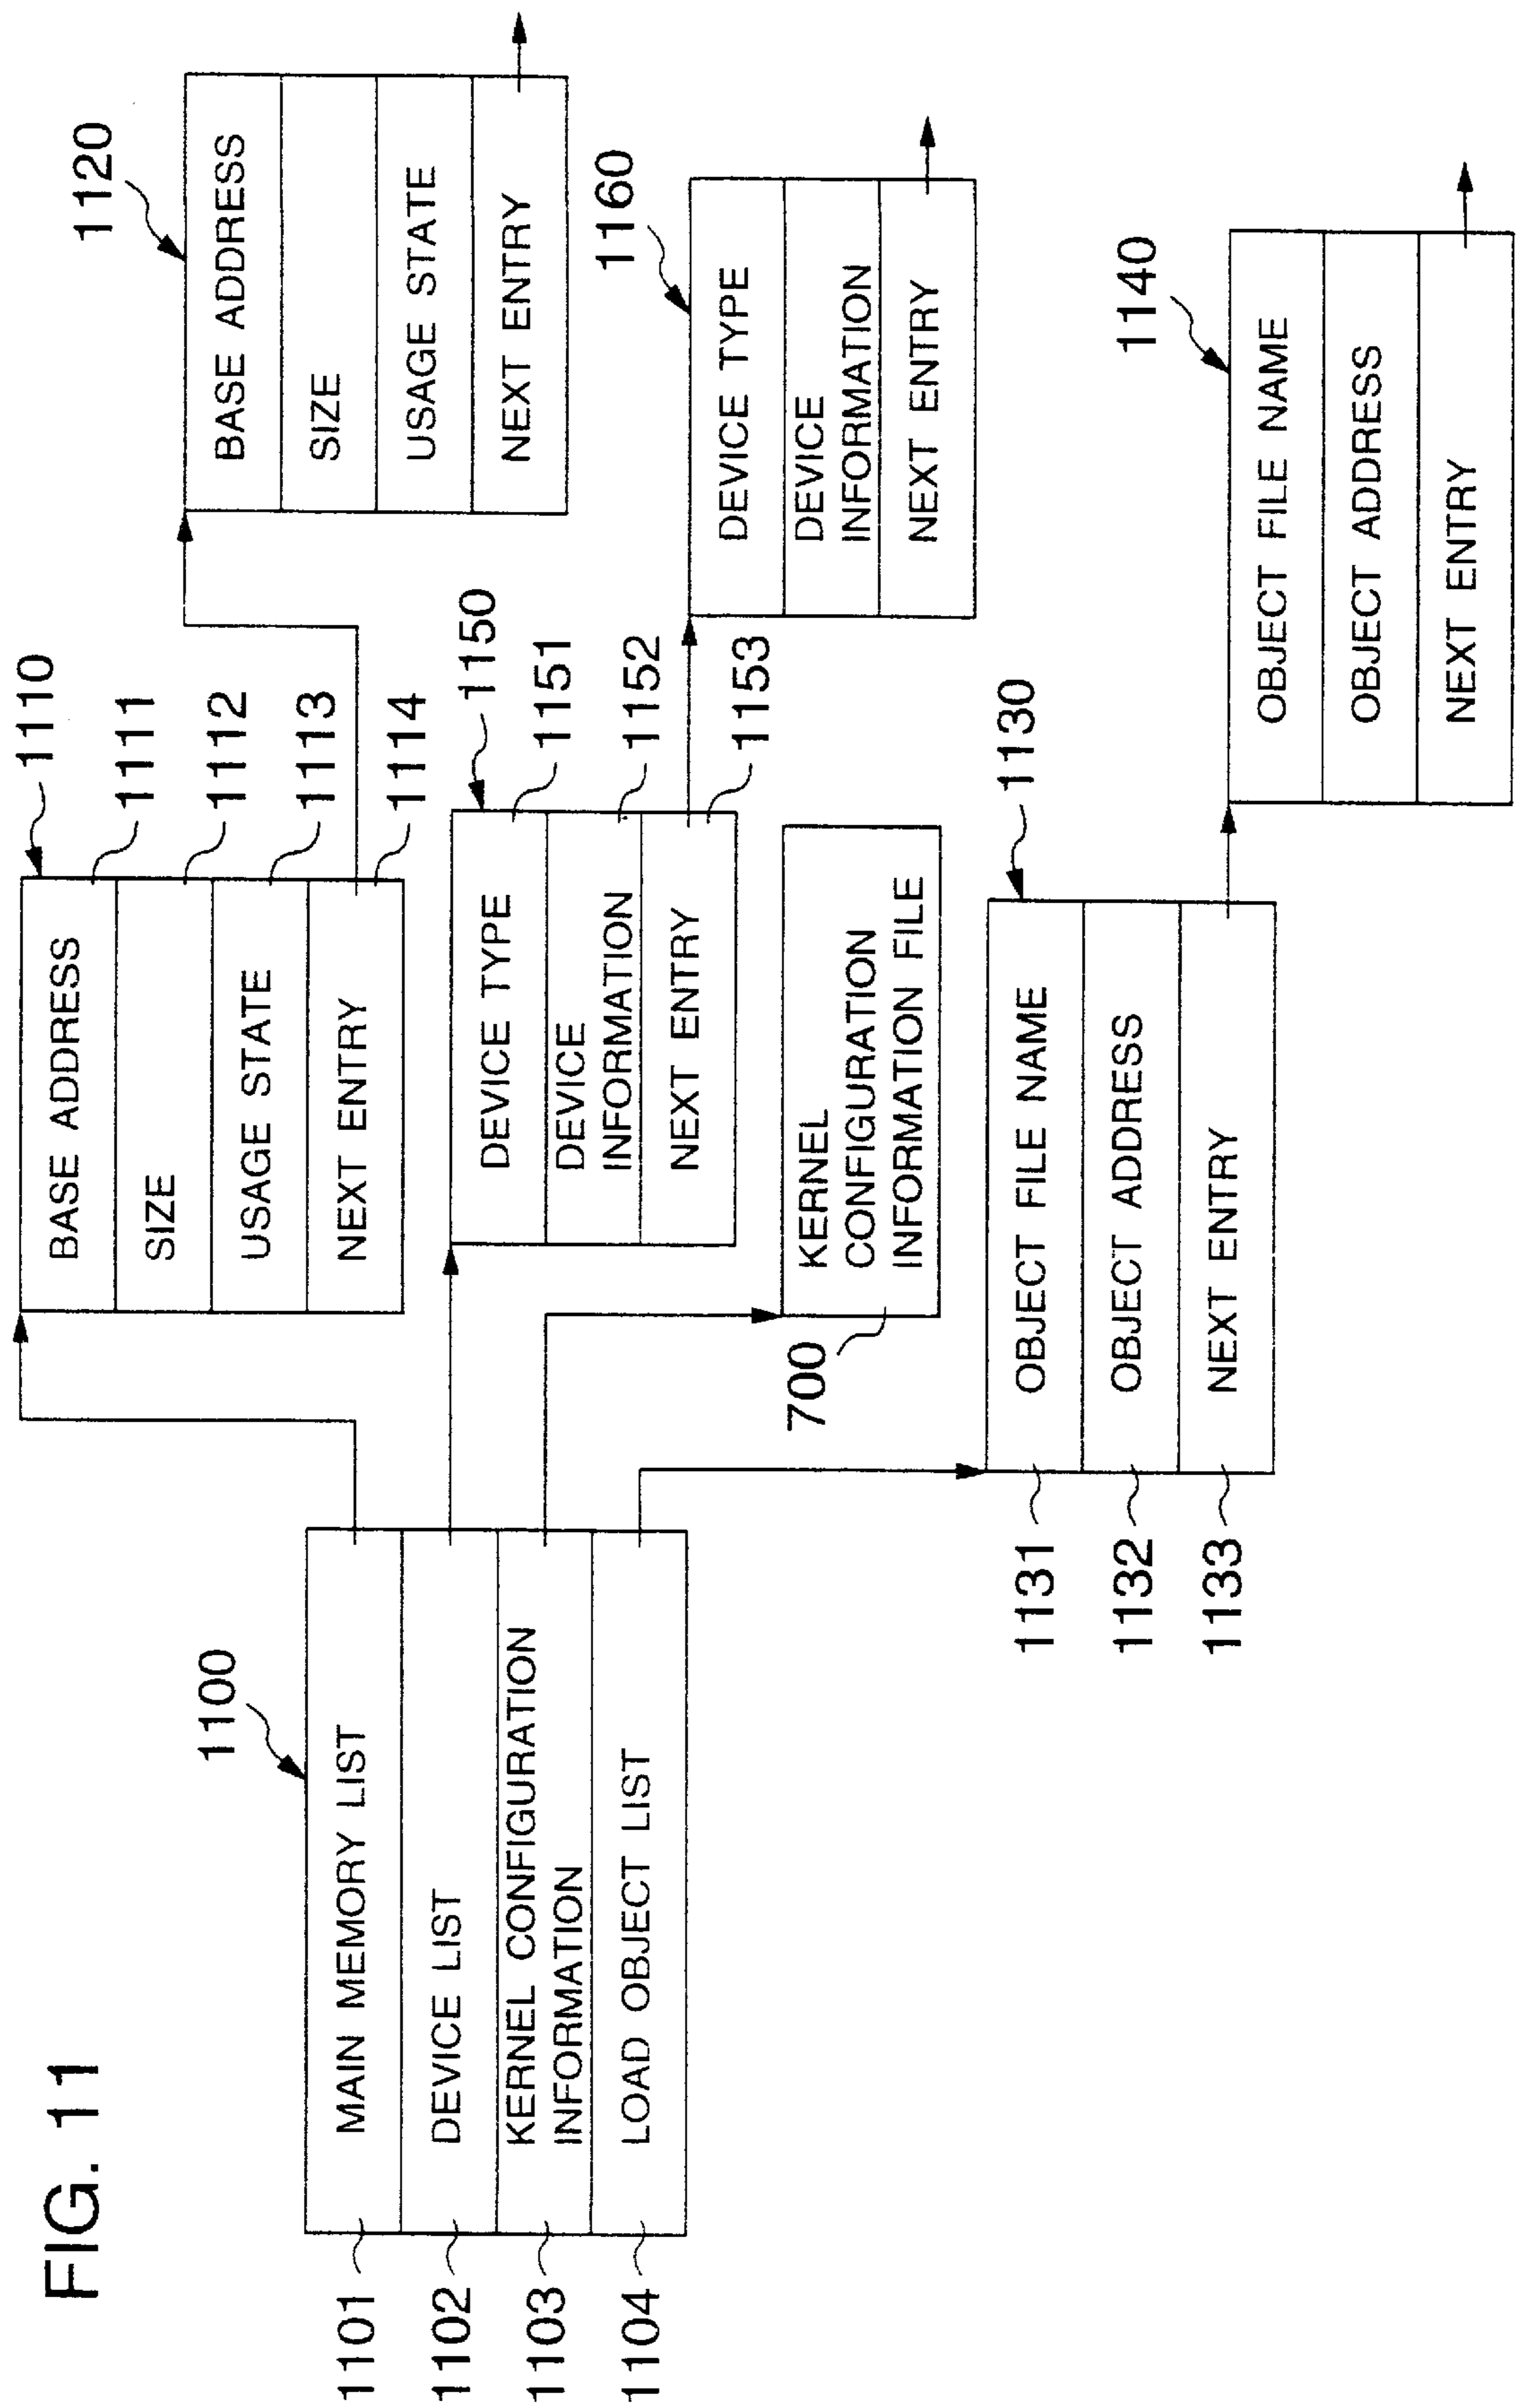 FIG. 11
1100
1101
MAIN MEMORY LIST
1102
DEVICE LIST
1103
KERNEL CONFIGURATION
INFORMATION
1104
LOAD OBJECT LIST
1110
BASE ADDRESS
1111
SIZE
1112
USAGE STATE
1113
NEXT ENTRY
1114
1120
BASE ADDRESS
SIZE
USAGE STATE
NEXT ENTRY
1150
DEVICE TYPE
1151
DEVICE
INFORMATION
1152
NEXT ENTRY
1153
1160
DEVICE TYPE
DEVICE
INFORMATION
NEXT ENTRY
700
KERNEL
CONFIGURATION
INFORMATION FILE
1130
1131
OBJECT FILE NAME
1132
OBJECT ADDRESS
1133
NEXT ENTRY
1140
OBJECT FILE NAME
OBJECT ADDRESS
NEXT ENTRY